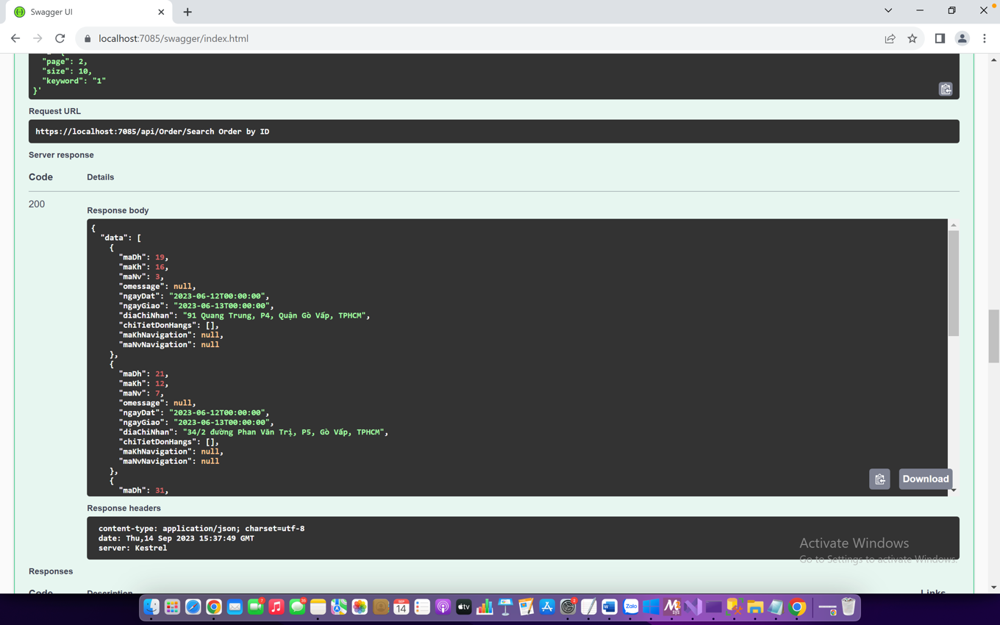 Swagger UI
localhost:7085/swagger/index.html
"page": 2,
"size": 10,
"keyword": "1"
}'
Request URL
https://localhost:7085/api/Order/Search Order by ID
Server response
Code Details
200
Response body
{
"data": [
{
"maDh": 19,
"maKh": 16,
"maNv": 3,
"omessage": null,
"ngayDat": "2023-06-12T00:00:00",
"ngayGiao": "2023-06-13T00:00:00",
"diaChiNhan": "91 Quang Trung, P4, Quận Gò Vấp, TPHCM",
"chiTietDonHangs": [],
"maKhNavigation": null,
"maNvNavigation": null
},
{
"maDh": 21,
"maKh": 12,
"maNv": 7,
"omessage": null,
"ngayDat": "2023-06-12T00:00:00",
"ngayGiao": "2023-06-13T00:00:00",
"diaChiNhan": "34/2 đường Phan Văn Trị, P5, Gò Vấp, TPHCM",
"chiTietDonHangs": [],
"maKhNavigation": null,
"maNvNavigation": null
},
{
"maDh": 31,
Download
Response headers
content-type: application/json; charset=utf-8
date: Thu,14 Sep 2023 15:37:49 GMT
server: Kestrel
Activate Windows
Go to Settings to activate Windows.
Responses
Code Description Links
SEP
14
tv
Zalo
sys